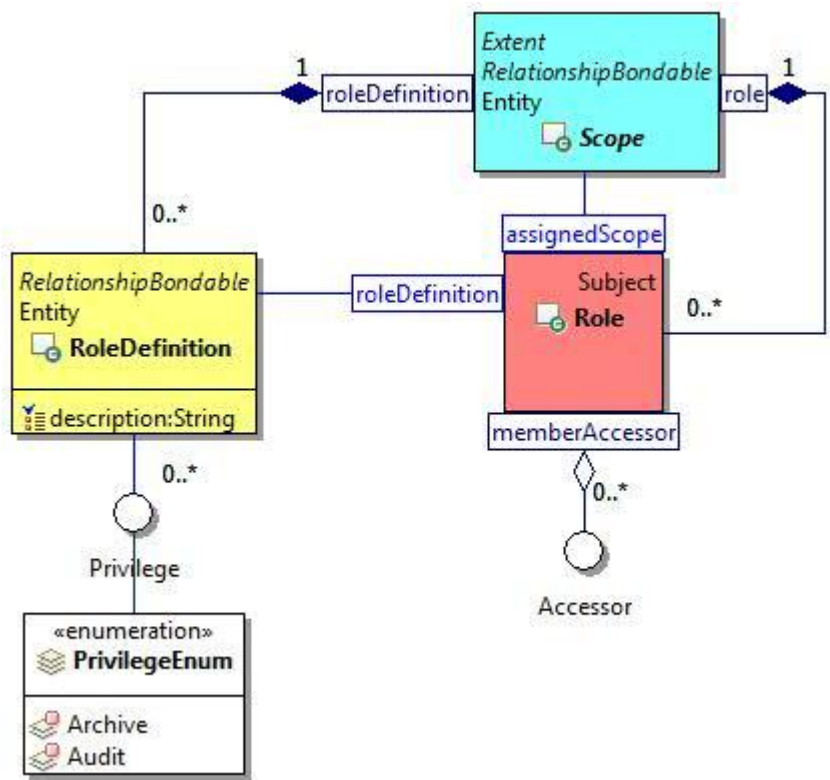 Extent
RelationshipBondable
Entity
Scope
1
roleDefinition
role
1
0..*
assignedScope
RelationshipBondable
Entity
RoleDefinition
description:String
roleDefinition
Subject
Role
0..*
memberAccessor
0..*
0..*
Privilege
Accessor
«enumeration»
PrivilegeEnum
Archive
Audit